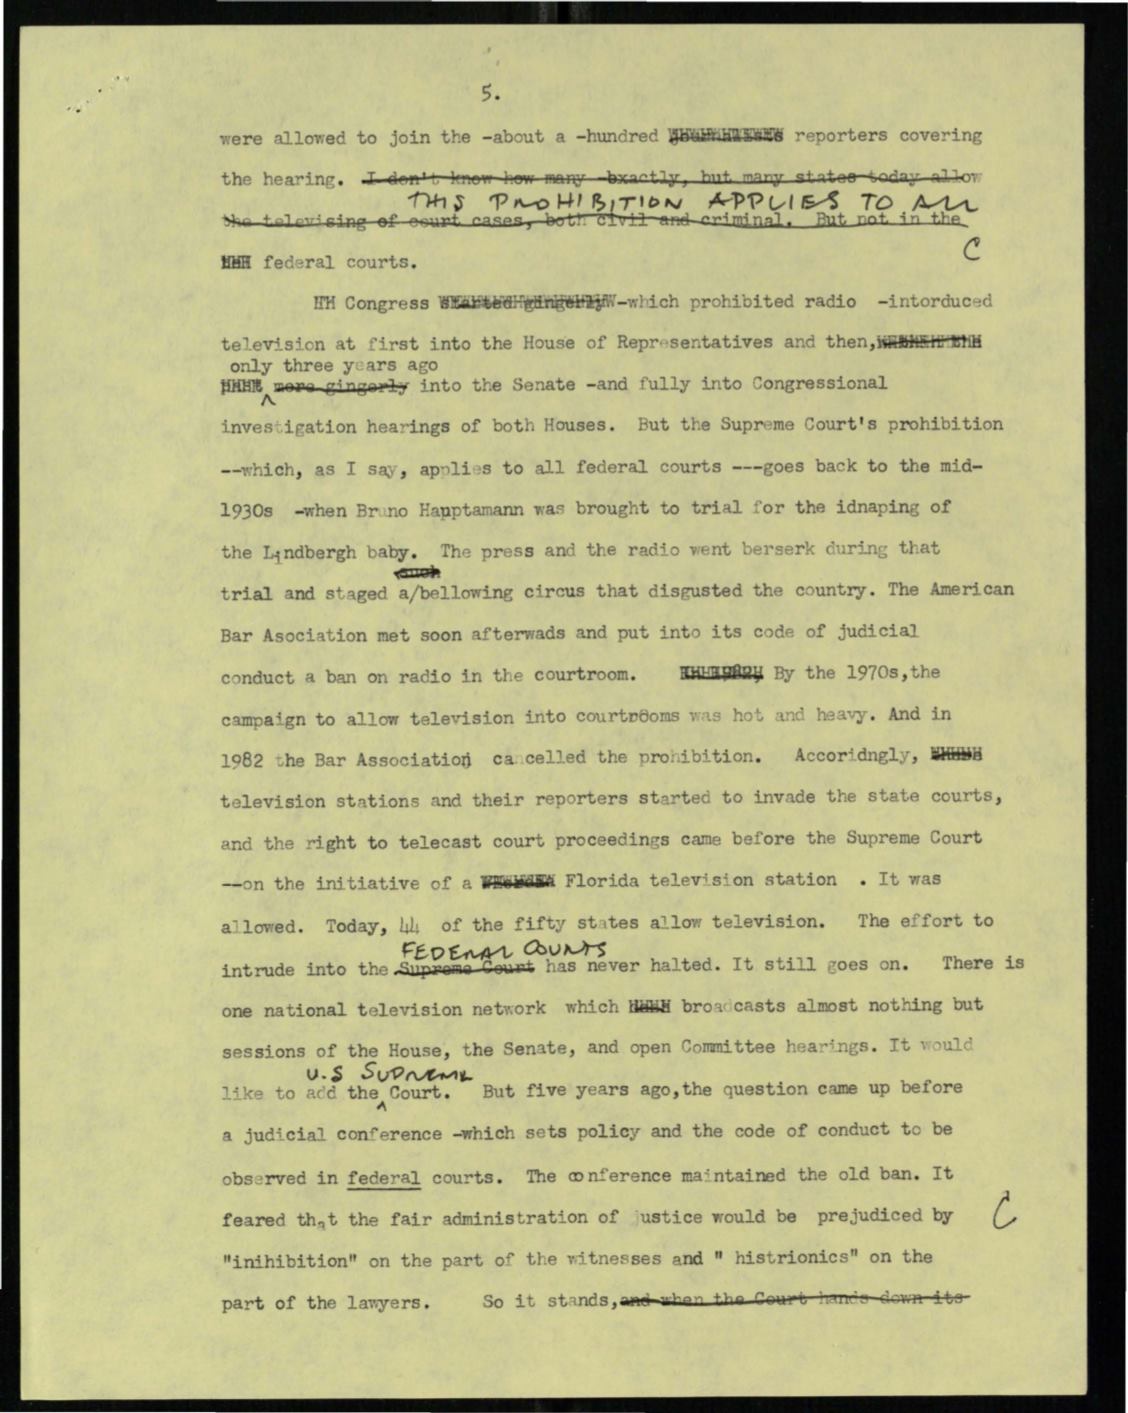 5.
were allowed to join the -about a -hundred reporters covering
the hearing. I don't know how many -bxactly, but many states today allow
THIS PROHIBITION APPLIES TO ALL
the televising of court cases, both civil and criminal. But not in the
C
federal courts.
Congress started gingerly -which prohibited radio -intorduced
television at first into the House of Representatives and then,
only three years ago
more gingerly into the Senate -and fully into Congressional
investigation hearings of both Houses. But the Supreme Court's prohibition
--which, as I say, applies to all federal courts ---goes back to the mid-
1930s -when Bruno Hauptamann was brought to trial for the idnaping of
the Lindbergh baby. The press and the radio went berserk during that
such
trial and staged a/bellowing circus that disgusted the country. The American
Bar Asociation met soon afterwads and put into its code of judicial
conduct a ban on radio in the courtroom. By the 1970s,the
campaign to allow television into courtrooms was hot and heavy. And in
1982 the Bar Association cancelled the prohibition. Accoridngly,
television stations and their reporters started to invade the state courts,
and the right to telecast court proceedings came before the Supreme Court
--on the initiative of a Florida television station . It was
allowed. Today, 44 of the fifty states allow television. The effort to
FEDERAL COURTS
intrude into the Supreme Court has never halted. It still goes on. There is
one national television network which broadcasts almost nothing but
sessions of the House, the Senate, and open Committee hearings. It would
U.S SUPREME
like to add the Court. But five years ago,the question came up before
a judicial conference -which sets policy and the code of conduct to be
observed in federal courts. The conference maintained the old ban. It
feared that the fair administration of justice would be prejudiced by
C
"inihibition" on the part of the witnesses and " histrionics" on the
part of the lawyers. So it stands,and when the Court hands down its